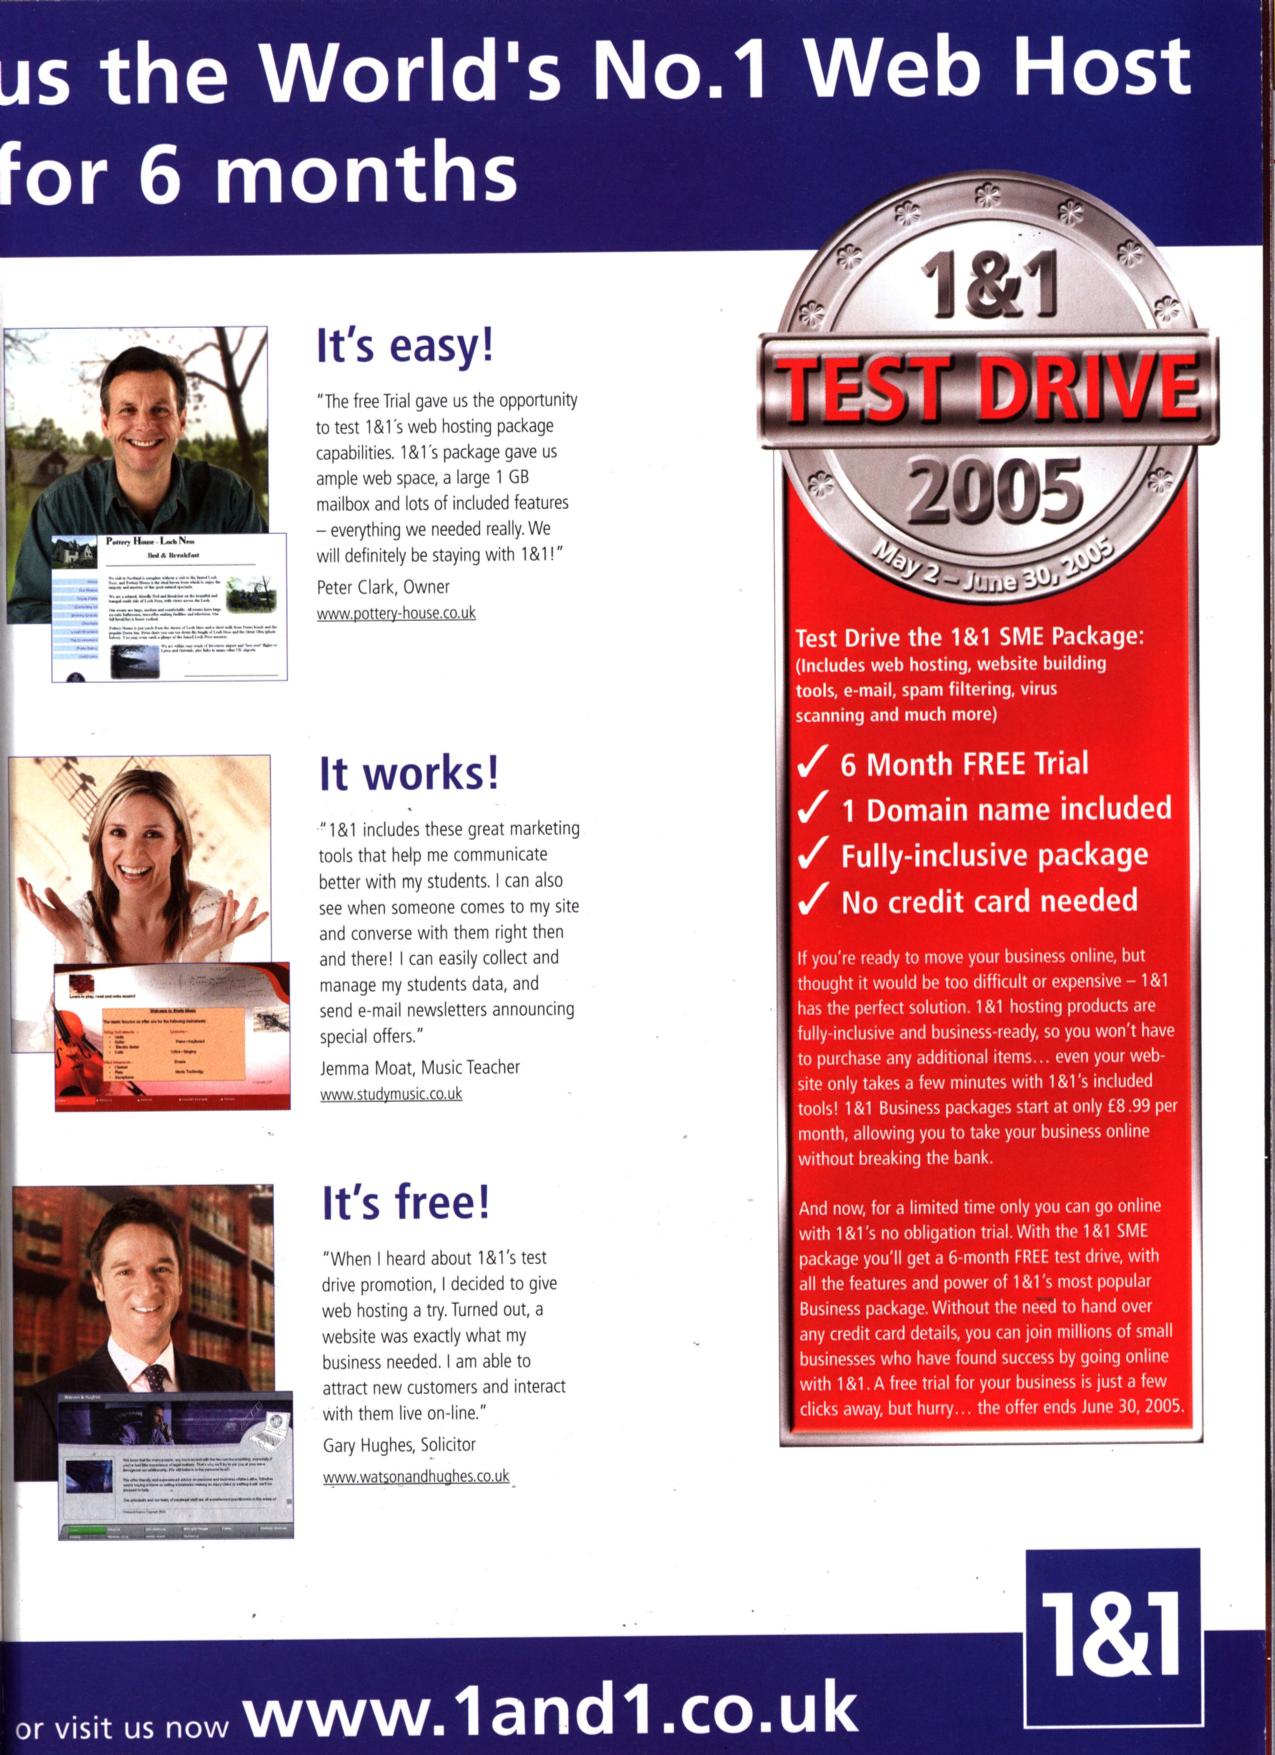 us the World's No.1 Web Host
for 6 months
It's easy!
"The free Trial gave us the opportunity
to test 1&1's web hosting package
capabilities. 1&1's package gave us
ample web space, a large 1 GB
mailbox and lots of included features
– everything we needed really. We
will definitely be staying with 1&1!"
Peter Clark, Owner
www.pottery-house.co.uk
Pottery House - Loch Ness
Bed & Breakfast
It works!
"1&1 includes these great marketing
tools that help me communicate
better with my students. I can also
see when someone comes to my site
and converse with them right then
and there! I can easily collect and
manage my students data, and
send e-mail newsletters announcing
special offers."
Jemma Moat, Music Teacher
www.studymusic.co.uk
It's free!
"When I heard about 1&1's test
drive promotion, I decided to give
web hosting a try. Turned out, a
website was exactly what my
business needed. I am able to
attract new customers and interact
with them live on-line."
Gary Hughes, Solicitor
www.watsonandhughes.co.uk
1&1
TEST DRIVE
2005
May 2 – June 30, 2005
Test Drive the 1&1 SME Package:
(Includes web hosting, website building
tools, e-mail, spam filtering, virus
scanning and much more)
✓ 6 Month FREE Trial
✓ 1 Domain name included
✓ Fully-inclusive package
✓ No credit card needed
If you're ready to move your business online, but
thought it would be too difficult or expensive – 1&1
has the perfect solution. 1&1 hosting products are
fully-inclusive and business-ready, so you won't have
to purchase any additional items... even your web-
site only takes a few minutes with 1&1's included
tools! 1&1 Business packages start at only £8.99 per
month, allowing you to take your business online
without breaking the bank.
And now, for a limited time only you can go online
with 1&1's no obligation trial. With the 1&1 SME
package you'll get a 6-month FREE test drive, with
all the features and power of 1&1's most popular
Business package. Without the need to hand over
any credit card details, you can join millions of small
businesses who have found success by going online
with 1&1. A free trial for your business is just a few
clicks away, but hurry... the offer ends June 30, 2005.
1&1
or visit us now www.1and1.co.uk